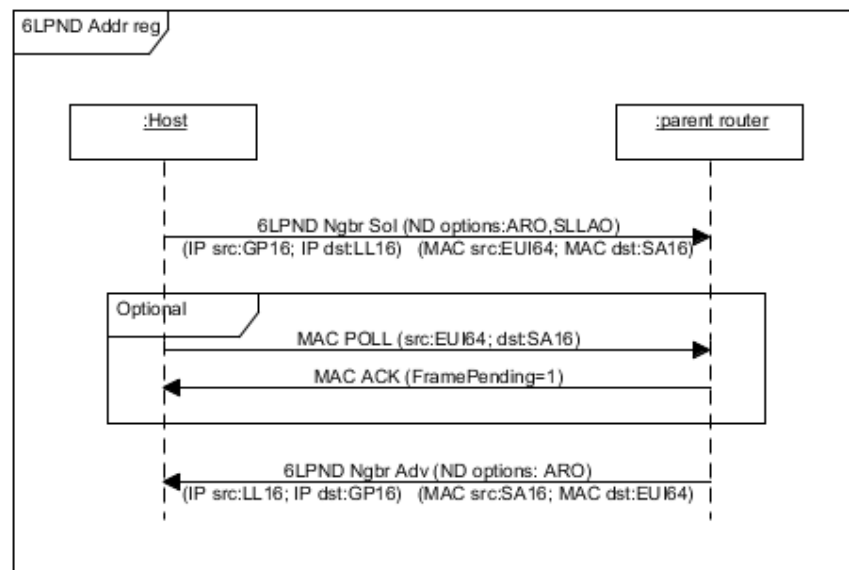 6LPND Addr reg
:Host
:parent router
6LPND Ngbr Sol (ND options:ARO,SLLAO)
(IP src:GP16; IP dst:LL16) (MAC src:EUI64; MAC dst:SA16)
Optional
MAC POLL (src:EUI64; dst:SA16)
MAC ACK (FramePending=1)
6LPND Ngbr Adv (ND options: ARO)
(IP src:LL16; IP dst:GP16) (MAC src:SA16; MAC dst:EUI64)